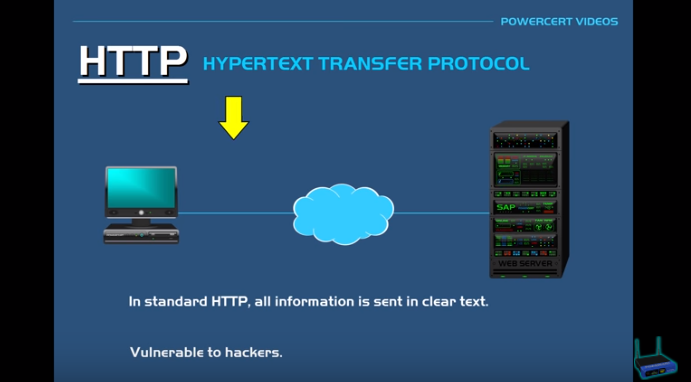 POWERCERT VIDEOS
HTTP HYPERTEXT TRANSFER PROTOCOL
SAP
WEB SERVER
In standard HTTP, all information is sent in clear text.
Vulnerable to hackers.